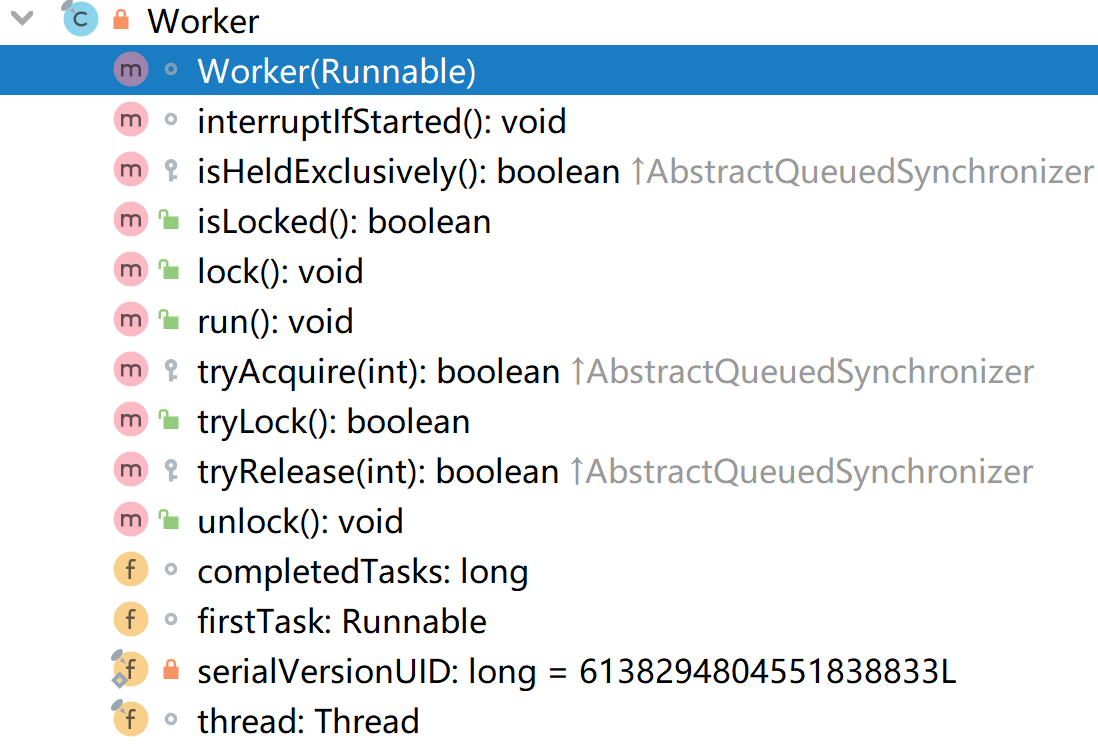 C Worker
m Worker(Runnable)
m interruptIfStarted(): void
m isHeldExclusively(): boolean ↑AbstractQueuedSynchronizer
m isLocked(): boolean
m lock(): void
m run(): void
m tryAcquire(int): boolean ↑AbstractQueuedSynchronizer
m tryLock(): boolean
m tryRelease(int): boolean ↑AbstractQueuedSynchronizer
m unlock(): void
f completedTasks: long
f firstTask: Runnable
f serialVersionUID: long = 6138294804551838833L
f thread: Thread